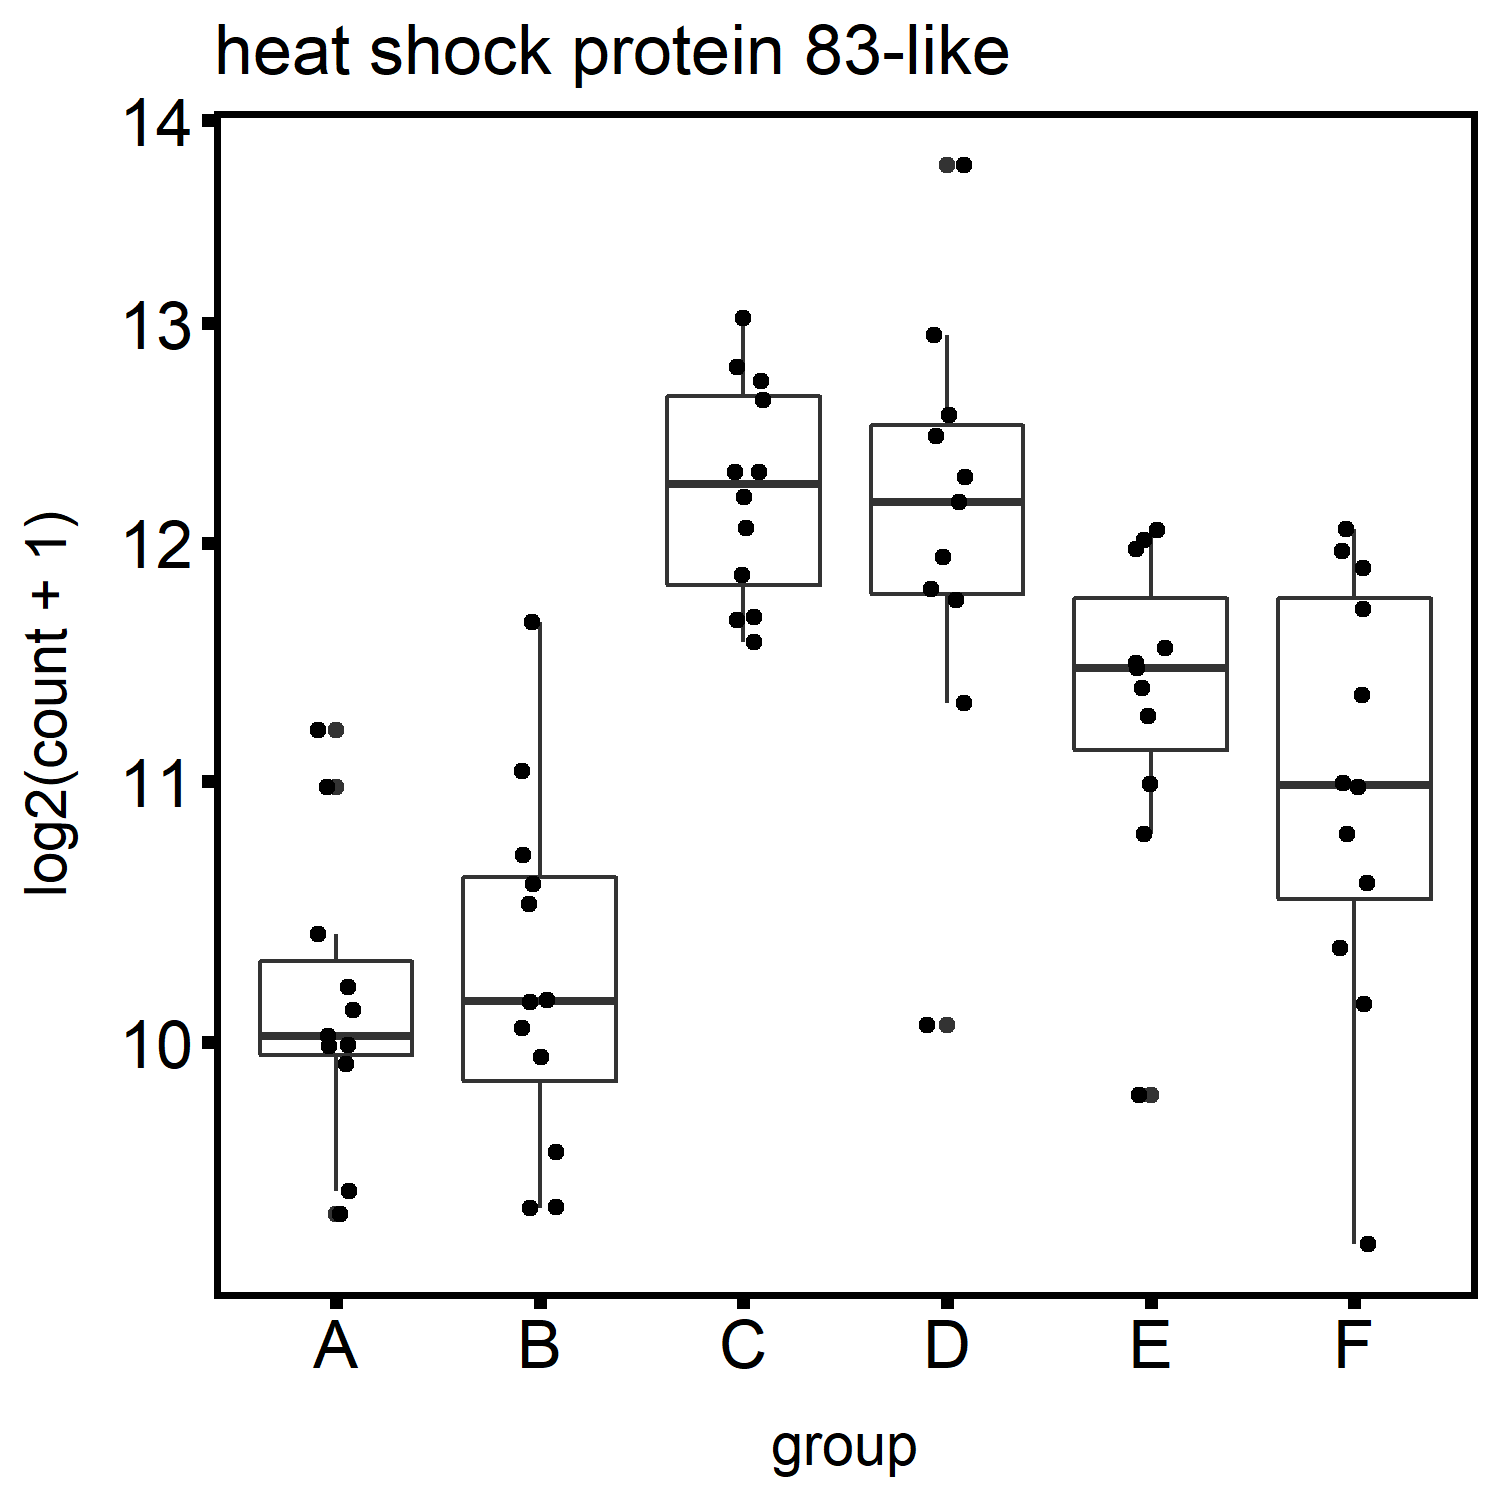 heat shock protein 83-like
log2(count + 1)
14
13
12
11
10
A B C D E F
group